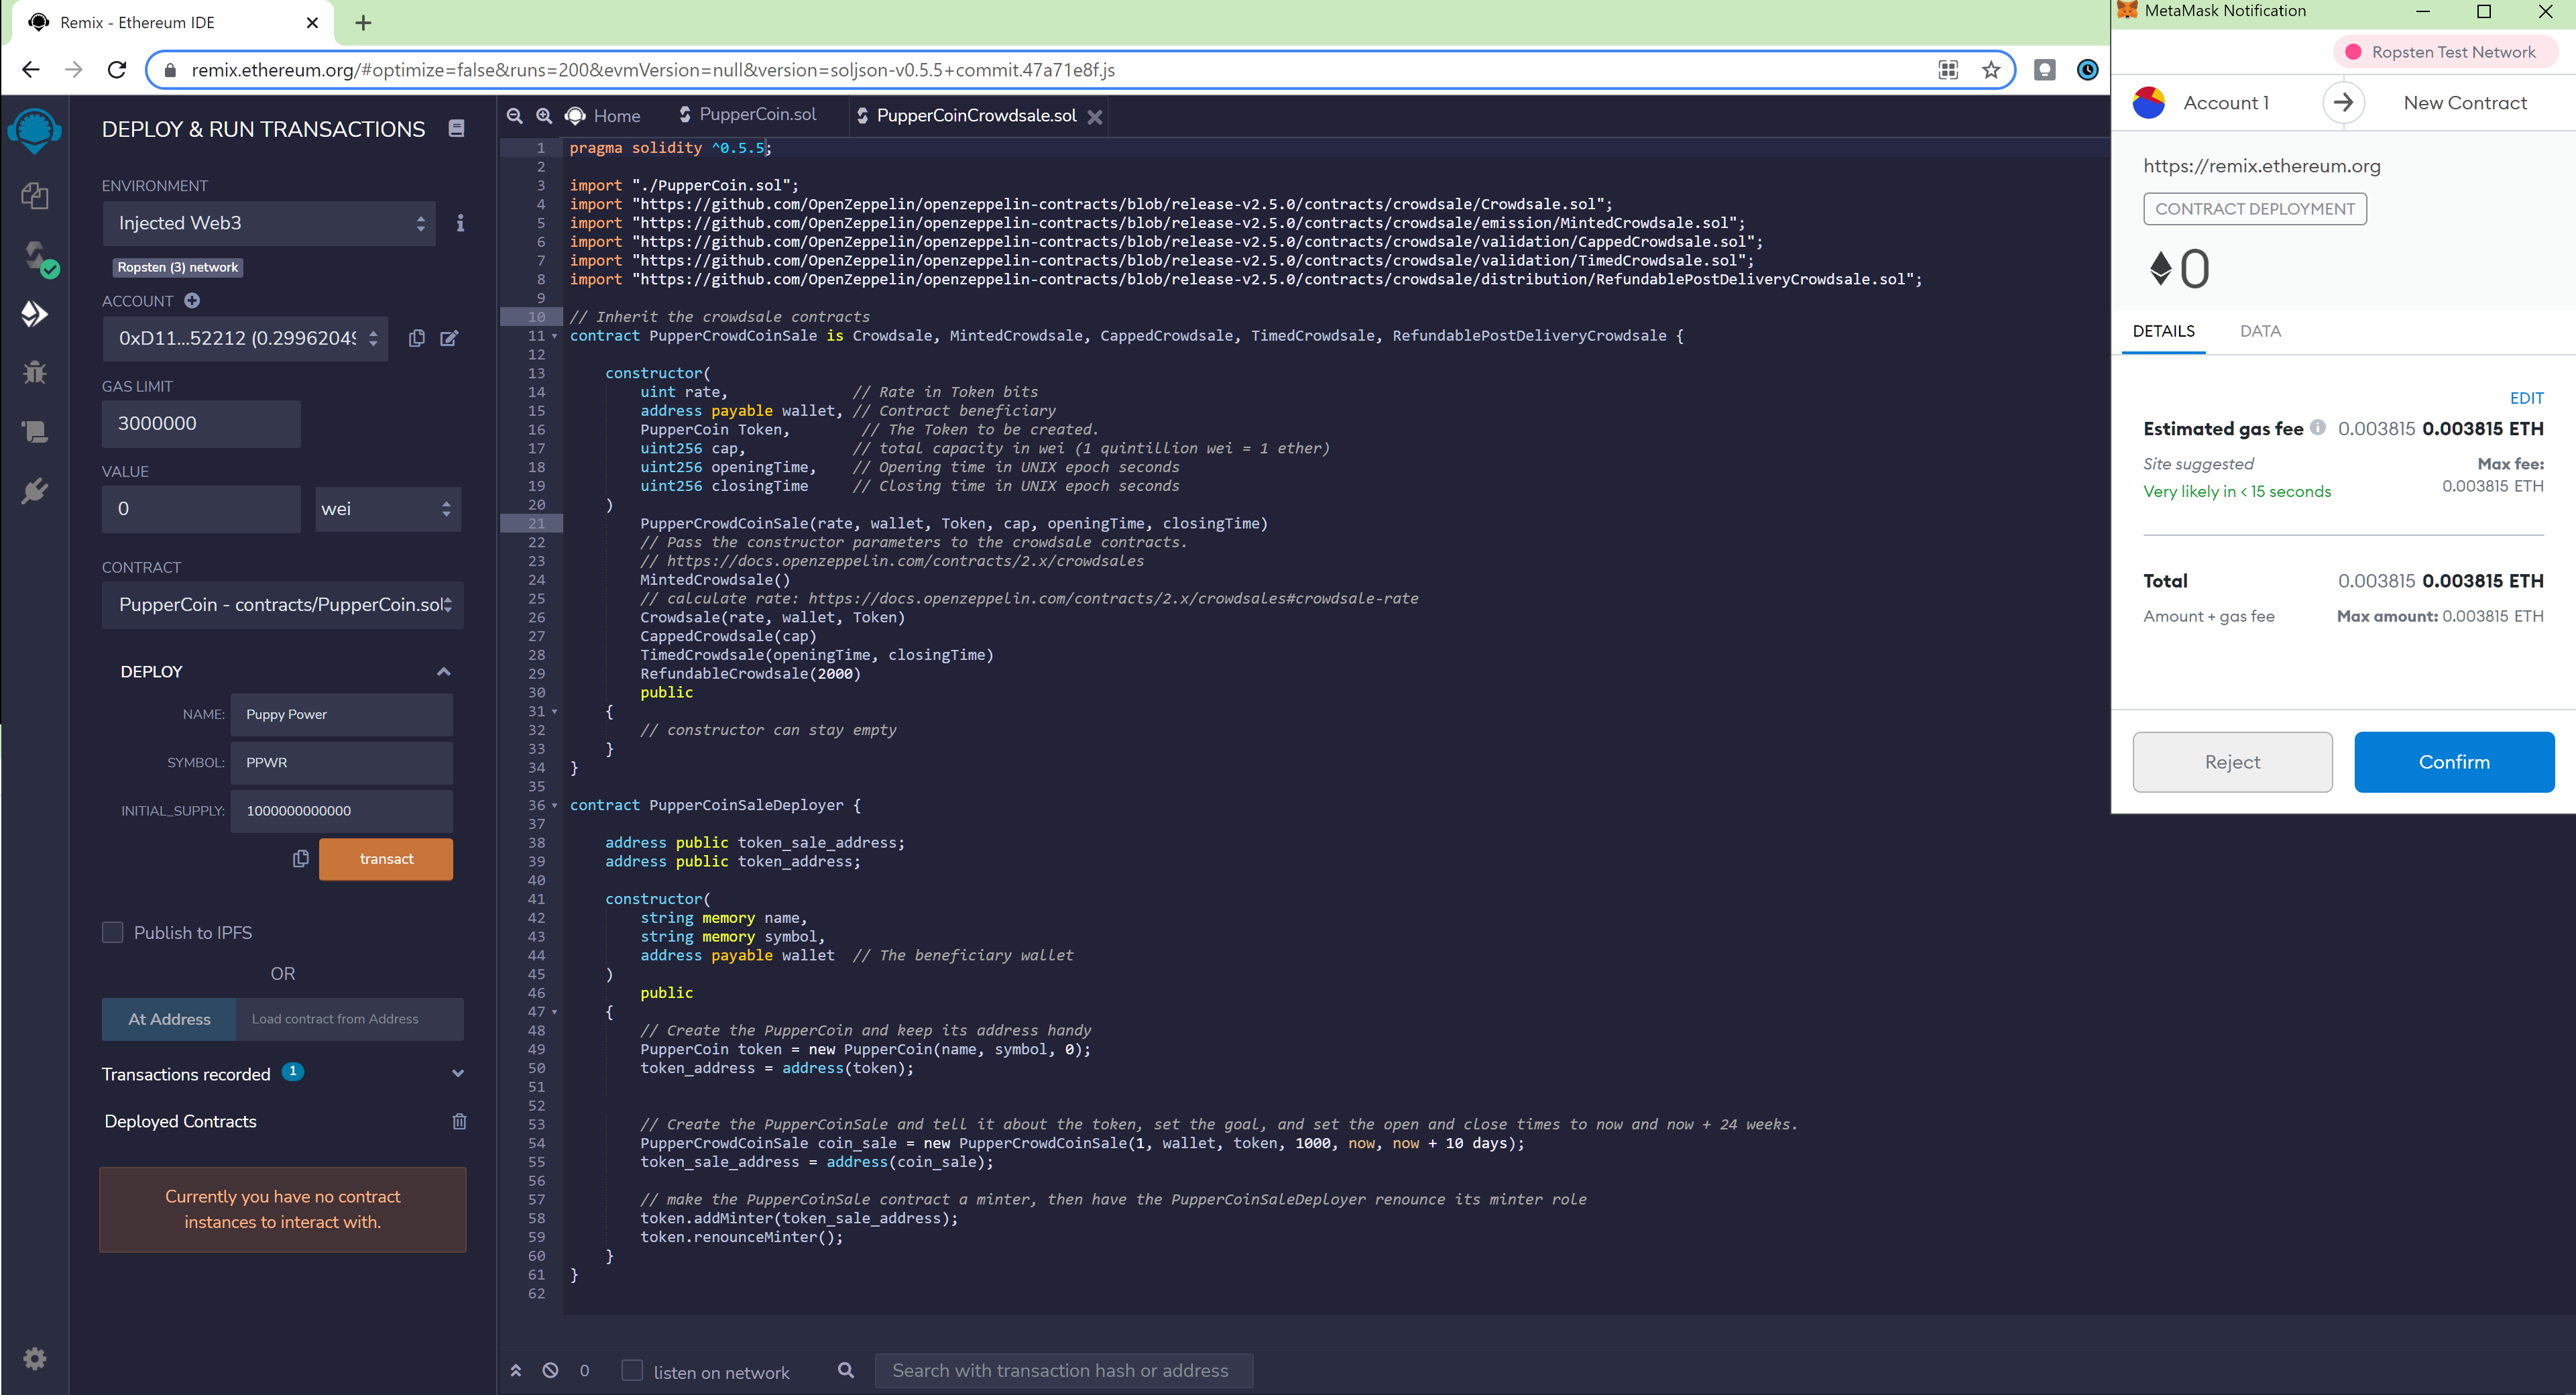 Remix - Ethereum IDE
remix.ethereum.org/#optimize=false&runs=200&evmVersion=null&version=soljson-v0.5.5+commit.47a71e8f.js
DEPLOY & RUN TRANSACTIONS
ENVIRONMENT
Injected Web3
Ropsten (3) network
ACCOUNT
0xD11...52212 (0.29962049
GAS LIMIT
3000000
VALUE
0
wei
CONTRACT
PupperCoin - contracts/PupperCoin.sol
DEPLOY
NAME: Puppy Power
SYMBOL: PPWR
INITIAL_SUPPLY: 1000000000000
transact
Publish to IPFS
OR
At Address Load contract from Address
Transactions recorded 1
Deployed Contracts
Currently you have no contract
instances to interact with.
Home PupperCoin.sol PupperCoinCrowdsale.sol
1 pragma solidity ^0.5.5;
2
3 import "./PupperCoin.sol";
4 import "https://github.com/OpenZeppelin/openzeppelin-contracts/blob/release-v2.5.0/contracts/crowdsale/Crowdsale.sol";
5 import "https://github.com/OpenZeppelin/openzeppelin-contracts/blob/release-v2.5.0/contracts/crowdsale/emission/MintedCrowdsale.sol";
6 import "https://github.com/OpenZeppelin/openzeppelin-contracts/blob/release-v2.5.0/contracts/crowdsale/validation/CappedCrowdsale.sol";
7 import "https://github.com/OpenZeppelin/openzeppelin-contracts/blob/release-v2.5.0/contracts/crowdsale/validation/TimedCrowdsale.sol";
8 import "https://github.com/OpenZeppelin/openzeppelin-contracts/blob/release-v2.5.0/contracts/crowdsale/distribution/RefundablePostDeliveryCrowdsale.sol";
9
10 // Inherit the crowdsale contracts
11 contract PupperCrowdCoinSale is Crowdsale, MintedCrowdsale, CappedCrowdsale, TimedCrowdsale, RefundablePostDeliveryCrowdsale {
12
13 constructor(
14 uint rate, // Rate in Token bits
15 address payable wallet, // Contract beneficiary
16 PupperCoin Token, // The Token to be created.
17 uint256 cap, // total capacity in wei (1 quintillion wei = 1 ether)
18 uint256 openingTime, // Opening time in UNIX epoch seconds
19 uint256 closingTime // Closing time in UNIX epoch seconds
20 )
21 PupperCrowdCoinSale(rate, wallet, Token, cap, openingTime, closingTime)
22 // Pass the constructor parameters to the crowdsale contracts.
23 // https://docs.openzeppelin.com/contracts/2.x/crowdsales
24 MintedCrowdsale()
25 // calculate rate: https://docs.openzeppelin.com/contracts/2.x/crowdsales#crowdsale-rate
26 Crowdsale(rate, wallet, Token)
27 CappedCrowdsale(cap)
28 TimedCrowdsale(openingTime, closingTime)
29 RefundableCrowdsale(2000)
30 public
31 {
32 // constructor can stay empty
33 }
34 }
35
36 contract PupperCoinSaleDeployer {
37
38 address public token_sale_address;
39 address public token_address;
40
41 constructor(
42 string memory name,
43 string memory symbol,
44 address payable wallet // The beneficiary wallet
45 )
46 public
47 {
48 // Create the PupperCoin and keep its address handy
49 PupperCoin token = new PupperCoin(name, symbol, 0);
50 token_address = address(token);
51
52
53 // Create the PupperCoinSale and tell it about the token, set the goal, and set the open and close times to now and now + 24 weeks.
54 PupperCrowdCoinSale coin_sale = new PupperCrowdCoinSale(1, wallet, token, 1000, now, now + 10 days);
55 token_sale_address = address(coin_sale);
56
57 // make the PupperCoinSale contract a minter, then have the PupperCoinSaleDeployer renounce its minter role
58 token.addMinter(token_sale_address);
59 token.renounceMinter();
60 }
61 }
62
0 listen on network Search with transaction hash or address
MetaMask Notification
Ropsten Test Network
Account 1 New Contract
https://remix.ethereum.org
CONTRACT DEPLOYMENT
0
DETAILS DATA
EDIT
Estimated gas fee 0.003815 0.003815 ETH
Site suggested Max fee:
Very likely in < 15 seconds 0.003815 ETH
Total 0.003815 0.003815 ETH
Amount + gas fee Max amount: 0.003815 ETH
Reject Confirm